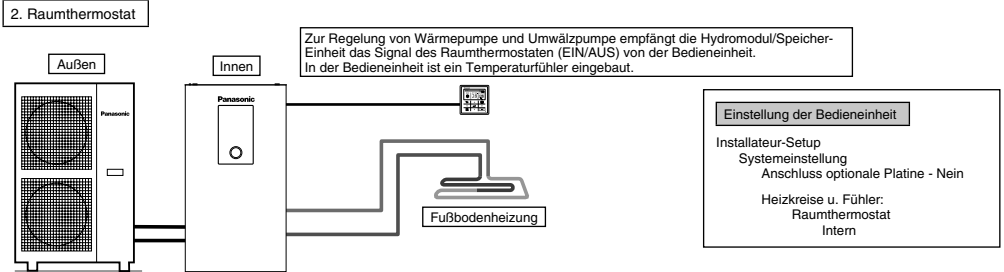 2. Raumthermostat
Zur Regelung von Wärmepumpe und Umwälzpumpe empfängt die Hydromodul/Speicher-
Einheit das Signal des Raumthermostaten (EIN/AUS) von der Bedieneinheit.
In der Bedieneinheit ist ein Temperaturfühler eingebaut.
Außen
Innen
Panasonic
Panasonic
Fußbodenheizung
Einstellung der Bedieneinheit
Installateur-Setup
Systemeinstellung
Anschluss optionale Platine - Nein
Heizkreise u. Fühler:
Raumthermostat
Intern